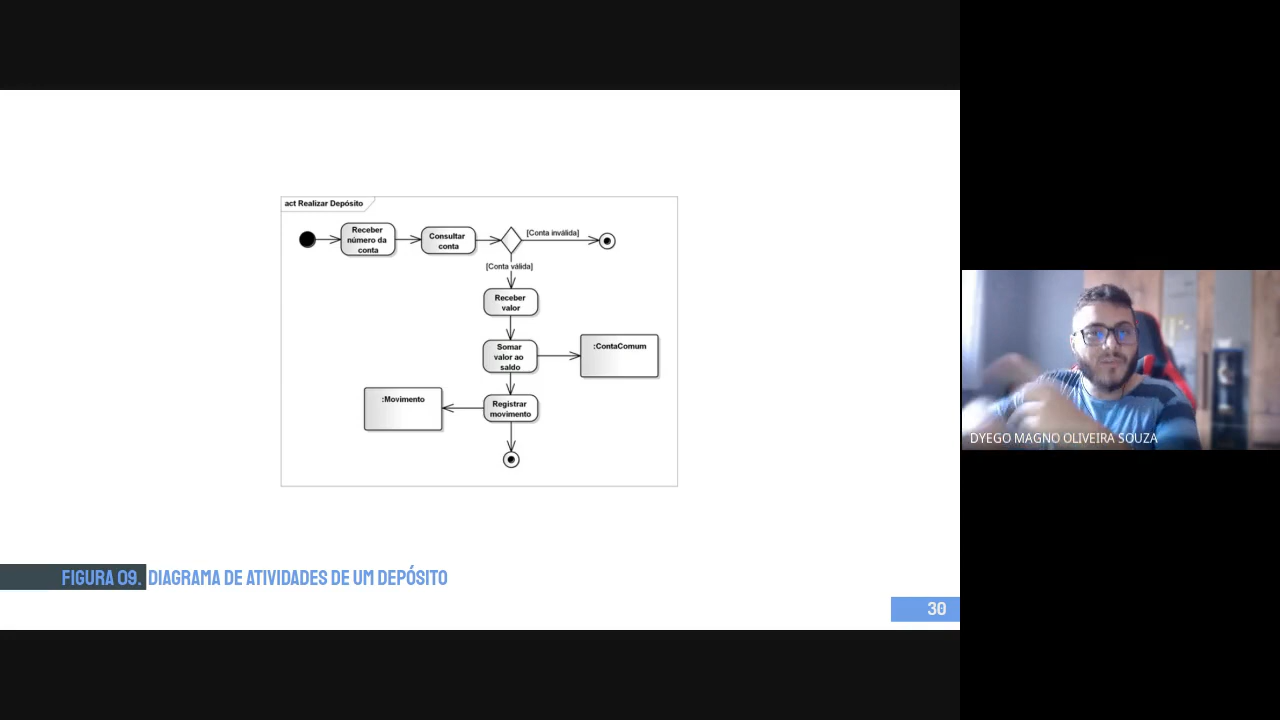 act Realizar Depósito
Receber
número da
conta
Consultar
conta
[Conta inválida]
[Conta válida]
Receber
valor
Somar
valor ao
saldo
:ContaComum
:Movimento
Registrar
movimento
FIGURA 09. DIAGRAMA DE ATIVIDADES DE UM DEPÓSITO
30
DYEGO MAGNO OLIVEIRA SOUZA